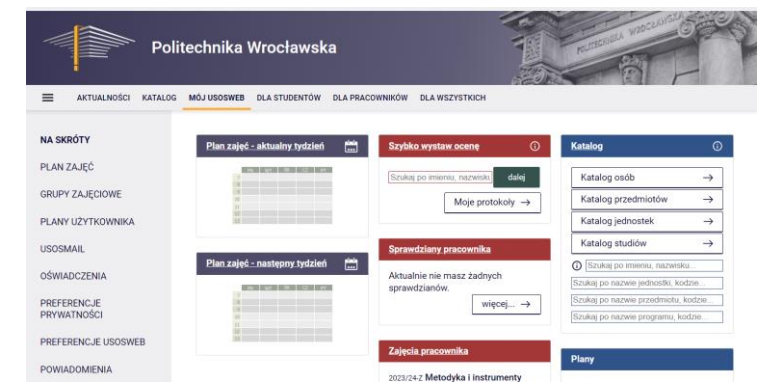 Politechnika Wrocławska
POLITECHNIKA WROCŁAWSKA
AKTUALNOŚCI KATALOG MÓJ USOSWEB DLA STUDENTÓW DLA PRACOWNIKÓW DLA WSZYSTKICH
NA SKRÓTY
PLAN ZAJĘĆ
GRUPY ZAJĘCIOWE
PLANY UŻYTKOWNIKA
USOSMAIL
OŚWIADCZENIA
PREFERENCJE
PRYWATNOŚCI
PREFERENCJE USOSWEB
POWIADOMIENIA
Plan zajęć - aktualny tydzień
Plan zajęć - następny tydzień
Szybko wystaw ocenę
Szukaj po imieniu, nazwisku dalej
Moje protokoły →
Sprawdziany pracownika
Aktualnie nie masz żadnych
sprawdzianów.
więcej... →
Zajęcia pracownika
2023/24-Z Metodyka i instrumenty
Katalog
Katalog osób →
Katalog przedmiotów →
Katalog jednostek →
Katalog studiów →
Szukaj po imieniu, nazwisku...
Szukaj po nazwie jednostki, kodzie...
Szukaj po nazwie przedmiotu, kodzie...
Szukaj po nazwie programu, kodzie...
Plany